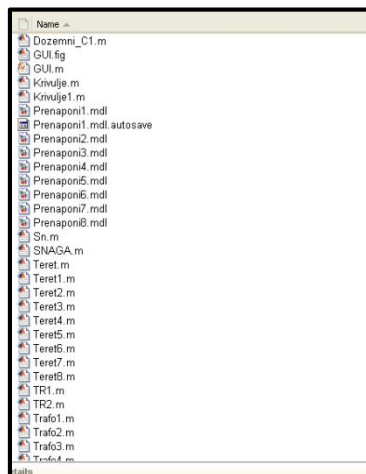 Name
Dozemni_C1.m
GUI.fig
GUI.m
Krivulje.m
Krivulje1.m
Prenaponi1.mdl
Prenaponi1.mdl.autosave
Prenaponi2.mdl
Prenaponi3.mdl
Prenaponi4.mdl
Prenaponi5.mdl
Prenaponi6.mdl
Prenaponi7.mdl
Prenaponi8.mdl
Sn.m
SNAGA.m
Teret.m
Teret1.m
Teret2.m
Teret3.m
Teret4.m
Teret5.m
Teret6.m
Teret7.m
Teret8.m
TR1.m
TR2.m
Trafo1.m
Trafo2.m
Trafo3.m
Trafo4.m
tails